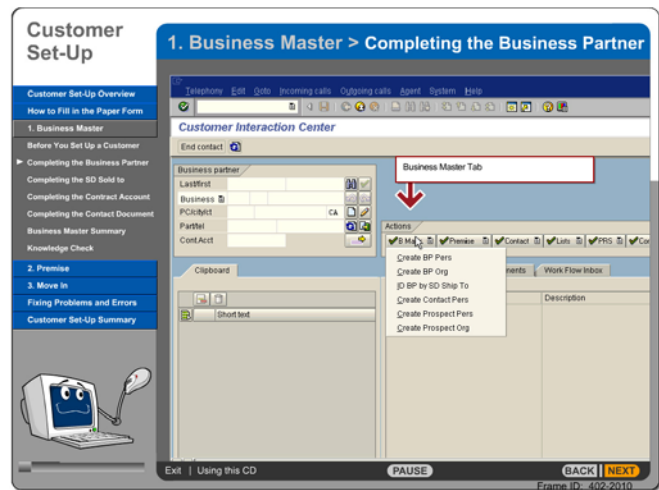 Customer
Set-Up
1. Business Master > Completing the Business Partner
Customer Set-Up Overview
How to Fill in the Paper Form
1. Business Master
Before You Set Up a Customer
Completing the Business Partner
Completing the SD Sold to
Completing the Contract Account
Completing the Contact Document
Business Master Summary
Knowledge Check
2. Premise
3. Move In
Fixing Problems and Errors
Customer Set-Up Summary
Telephony Edit Goto Incoming calls Outgoing calls Agent System Help
Customer Interaction Center
End contact
Business partner
Last/first
Business
PC/city/ct CA
Part/tel
Cont.Acct
Business Master Tab
Actions
B Ma Premise Contact Lists PRS Cor
Create BP Pers
Create BP Org
ID BP by SD Ship To
Create Contact Pers
Create Prospect Pers
Create Prospect Org
Clipboard
ments Work Flow Inbox
Short text
Description
Exit | Using this CD PAUSE BACK NEXT
Frame ID: 402-2010